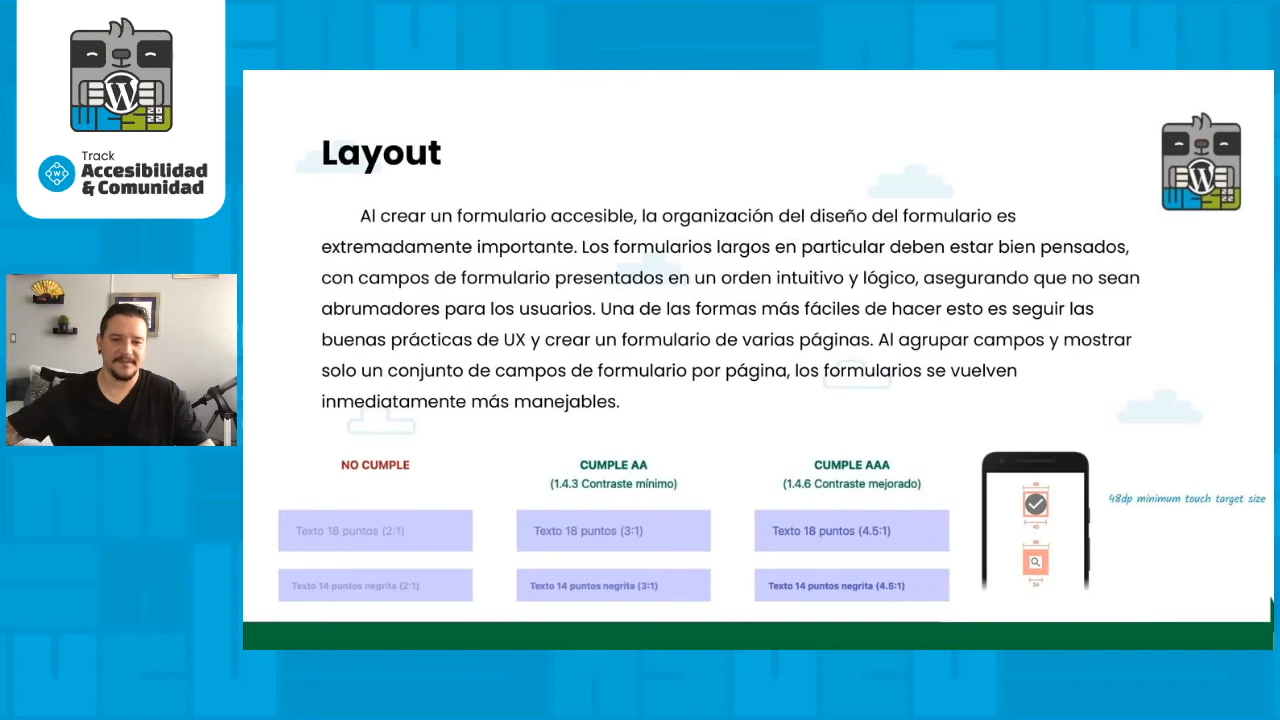 WESD
2022
Track
Accesibilidad
& Comunidad
Layout
Al crear un formulario accesible, la organización del diseño del formulario es
extremadamente importante. Los formularios largos en particular deben estar bien pensados,
con campos de formulario presentados en un orden intuitivo y lógico, asegurando que no sean
abrumadores para los usuarios. Una de las formas más fáciles de hacer esto es seguir las
buenas prácticas de UX y crear un formulario de varias páginas. Al agrupar campos y mostrar
solo un conjunto de campos de formulario por página, los formularios se vuelven
inmediatamente más manejables.
NO CUMPLE
Texto 18 puntos (2:1)
Texto 14 puntos negrita (2:1)
CUMPLE AA
(1.4.3 Contraste mínimo)
Texto 18 puntos (3:1)
Texto 14 puntos negrita (3:1)
CUMPLE AAA
(1.4.6 Contraste mejorado)
Texto 18 puntos (4.5:1)
Texto 14 puntos negrita (4.5:1)
48dp minimum touch target size